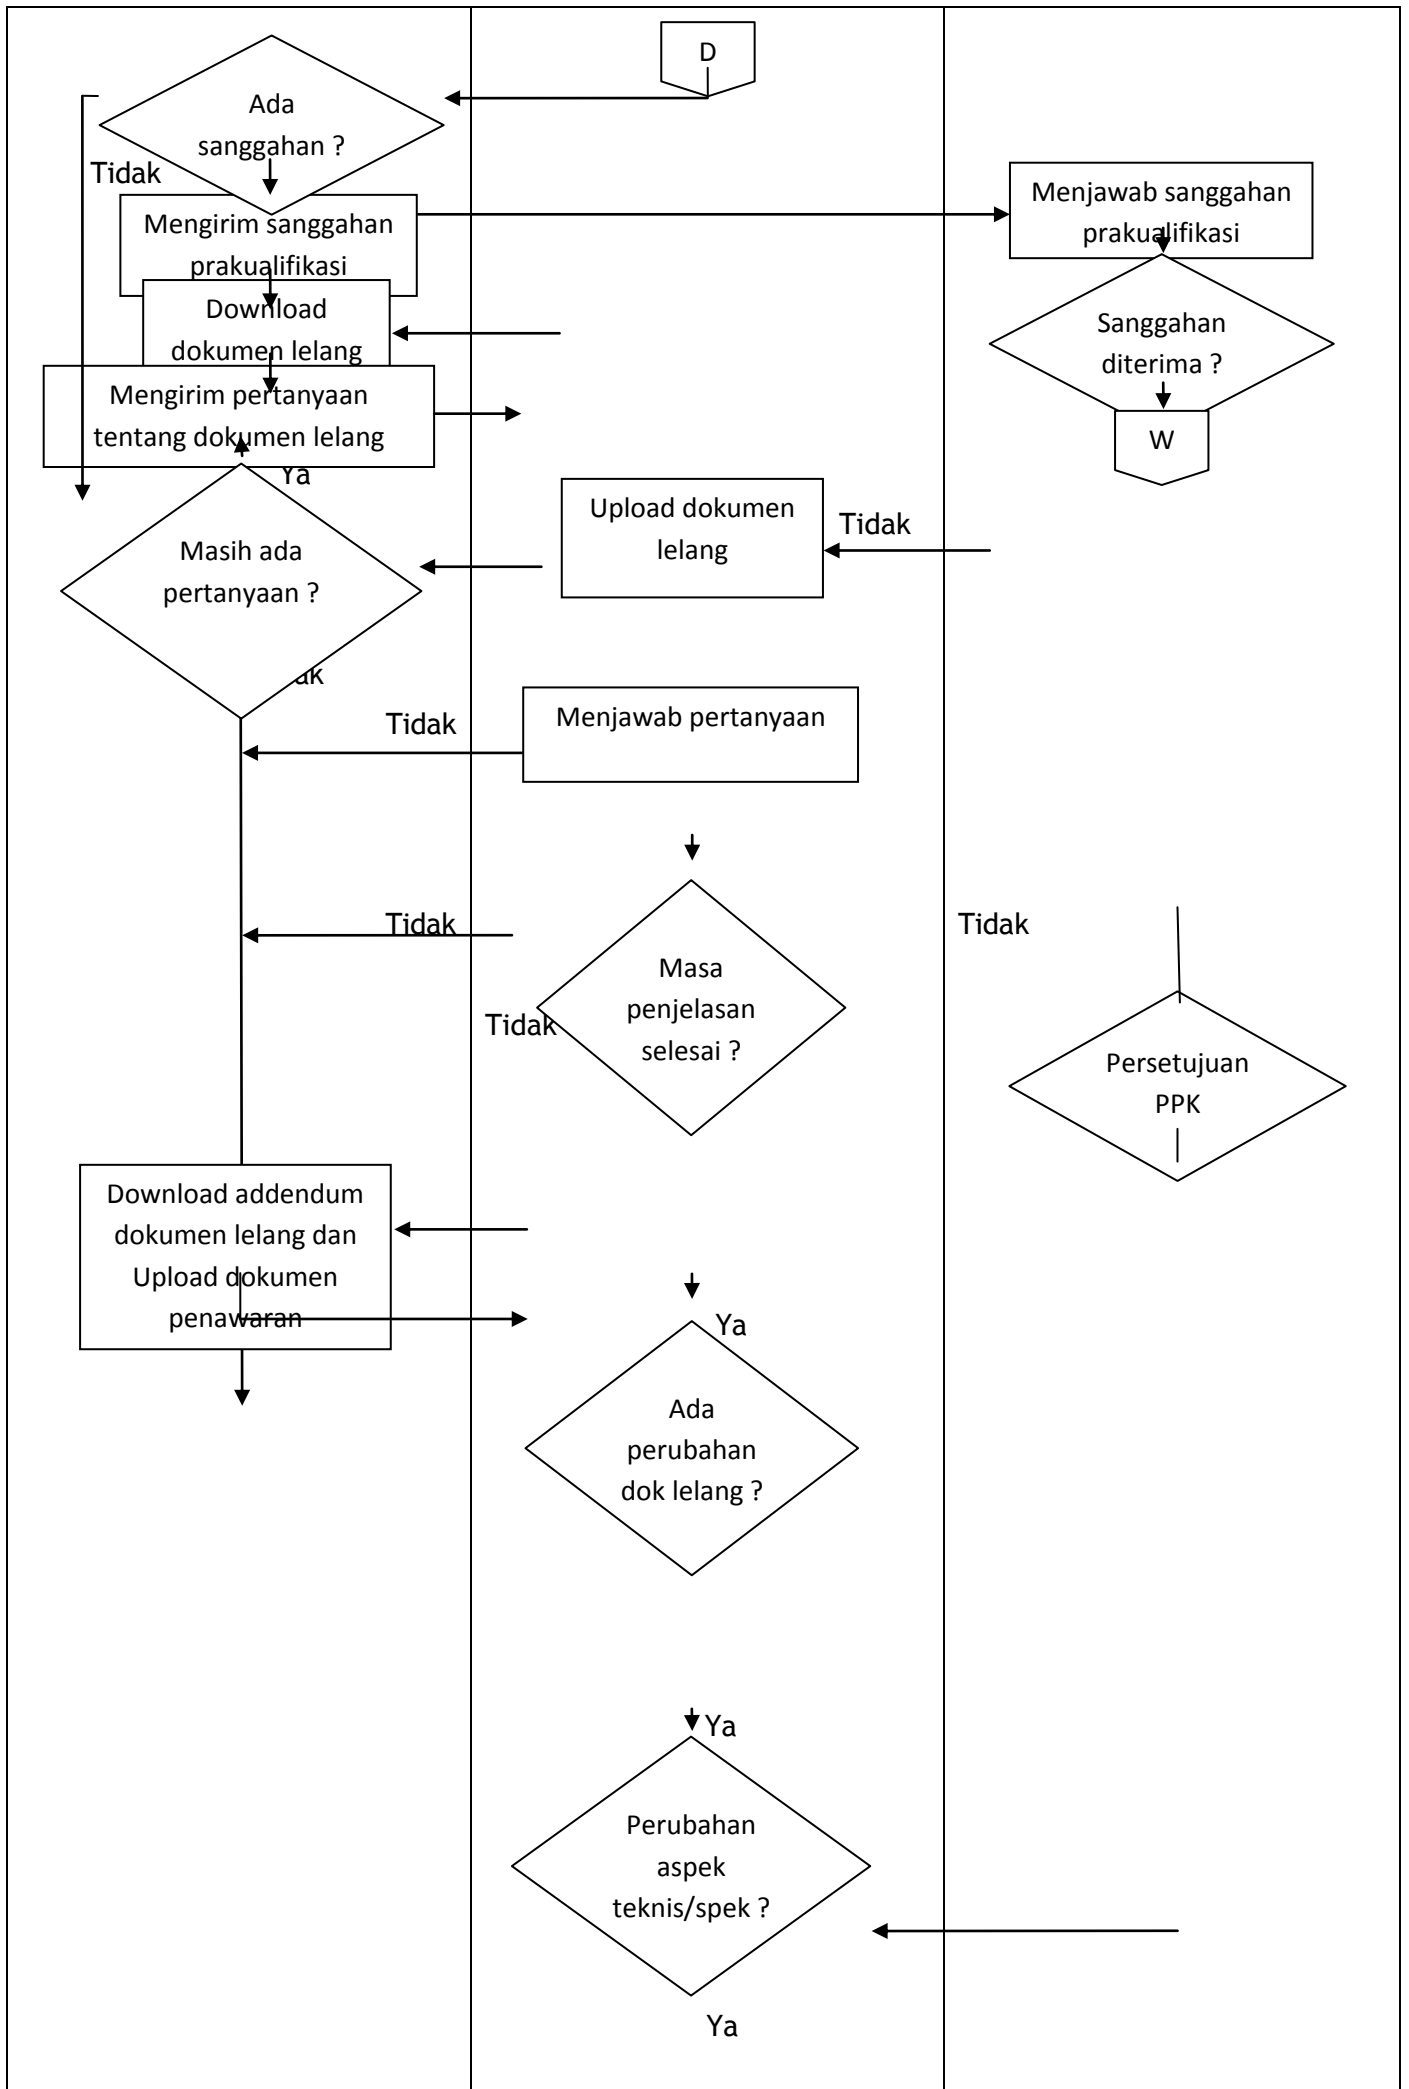 D
Ada
sanggahan ?
Tidak
Mengirim sanggahan
prakualifikasi
Menjawab sanggahan
prakualifikasi
Download
dokumen lelang
Sanggahan
diterima ?
Mengirim pertanyaan
tentang dokumen lelang
W
Ya
Upload dokumen
lelang
Tidak
Masih ada
pertanyaan ?
Menjawab pertanyaan
Tidak
Tidak
Tidak
Masa
penjelasan
selesai ?
Tidak
Persetujuan
PPK
Download addendum
dokumen lelang dan
Upload dokumen
penawaran
Ya
Ada
perubahan
dok lelang ?
Ya
Perubahan
aspek
teknis/spek ?
Ya